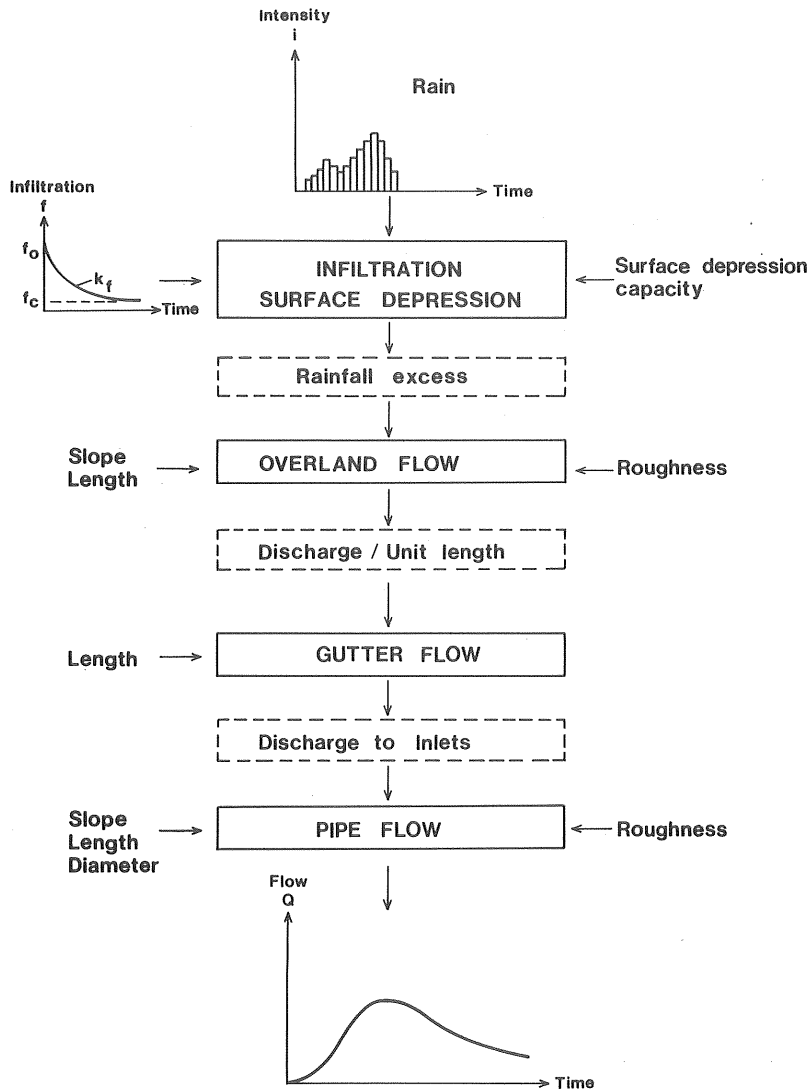 Intensity
i
Rain
Time
Infiltration
f
fo
kf
fc
Time
INFILTRATION
SURFACE DEPRESSION
Surface depression
capacity
Rainfall excess
Slope
Length
OVERLAND FLOW
Roughness
Discharge / Unit length
Length
GUTTER FLOW
Discharge to Inlets
Slope
Length
Diameter
PIPE FLOW
Roughness
Flow
Q
Time